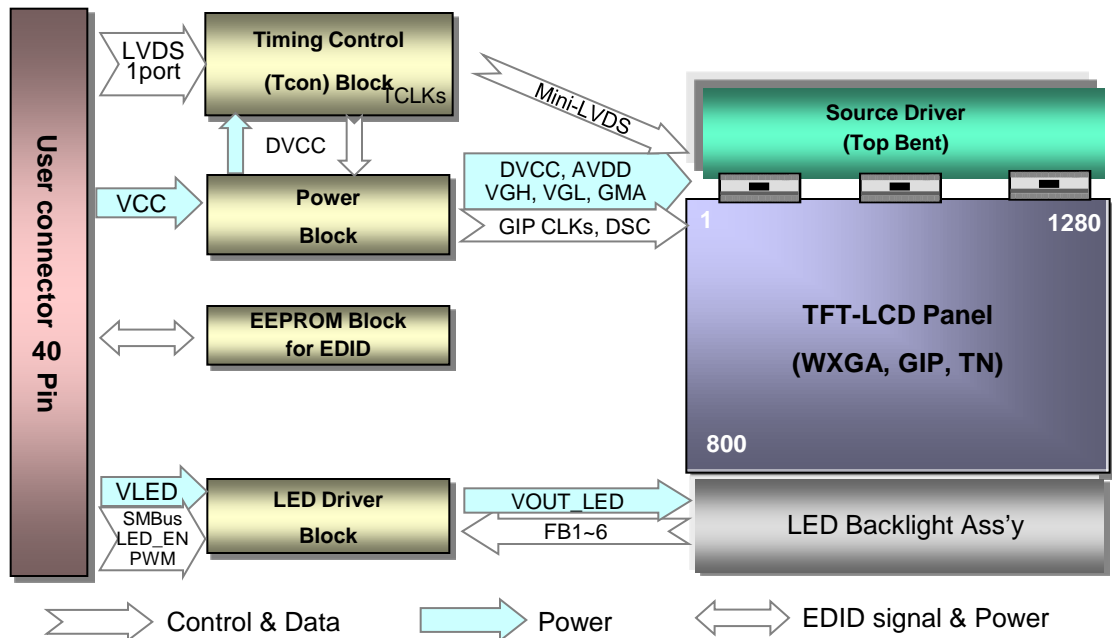 User connector 40 Pin
LVDS
1port
Timing Control
(Tcon) Block
TCLKs
Mini-LVDS
Source Driver
(Top Bent)
DVCC
VCC
Power
Block
DVCC, AVDD
VGH, VGL, GMA
GIP CLKs, DSC
1
1280
TFT-LCD Panel
(WXGA, GIP, TN)
800
EEPROM Block
for EDID
VLED
SMBus
LED_EN
PWM
LED Driver
Block
VOUT_LED
FB1~6
LED Backlight Ass’y
Control & Data
Power
EDID signal & Power